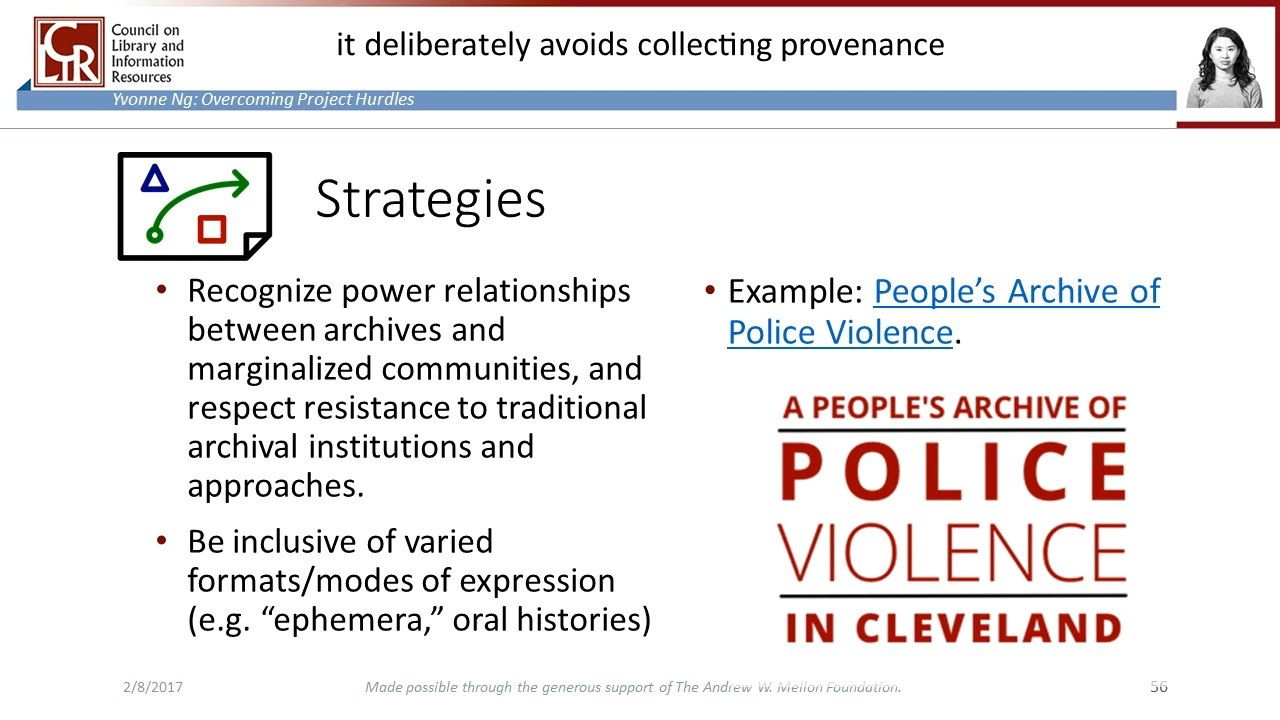 CLIR
Council on
Library and
Information
Resources
it deliberately avoids collecting provenance
Yvonne Ng: Overcoming Project Hurdles
Strategies
• Recognize power relationships
between archives and
marginalized communities, and
respect resistance to traditional
archival institutions and
approaches.
• Be inclusive of varied
formats/modes of expression
(e.g. “ephemera,” oral histories)
• Example: People’s Archive of
Police Violence.
A PEOPLE'S ARCHIVE OF
POLICE
VIOLENCE
IN CLEVELAND
2/8/2017
Made possible through the generous support of The Andrew W. Mellon Foundation.
56